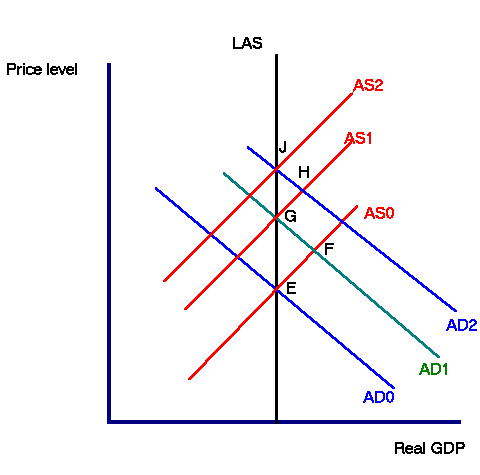 LAS
Price level
AS2
AS1
J
H
AS0
G
F
E
AD2
AD1
AD0
Real GDP